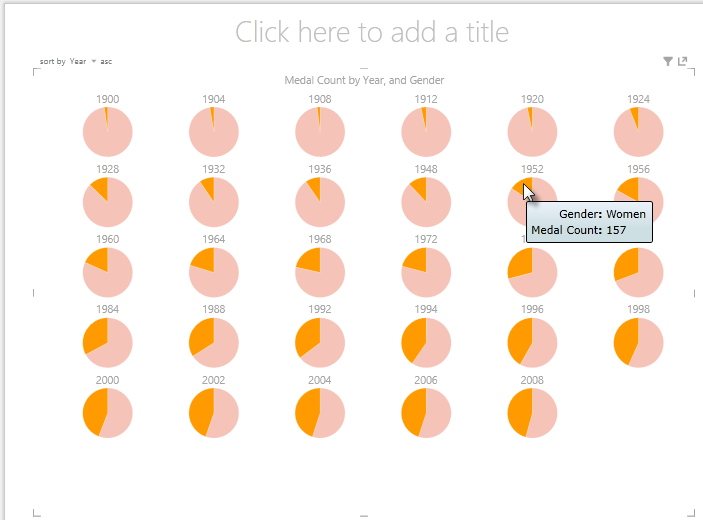 Click here to add a title
sort by Year asc
Medal Count by Year, and Gender
1900 1904 1908 1912 1920 1924
1928 1932 1936 1948 1952 1956
Gender: Women
Medal Count: 157
1960 1964 1968 1972
1984 1988 1992 1994 1996 1998
2000 2002 2004 2006 2008